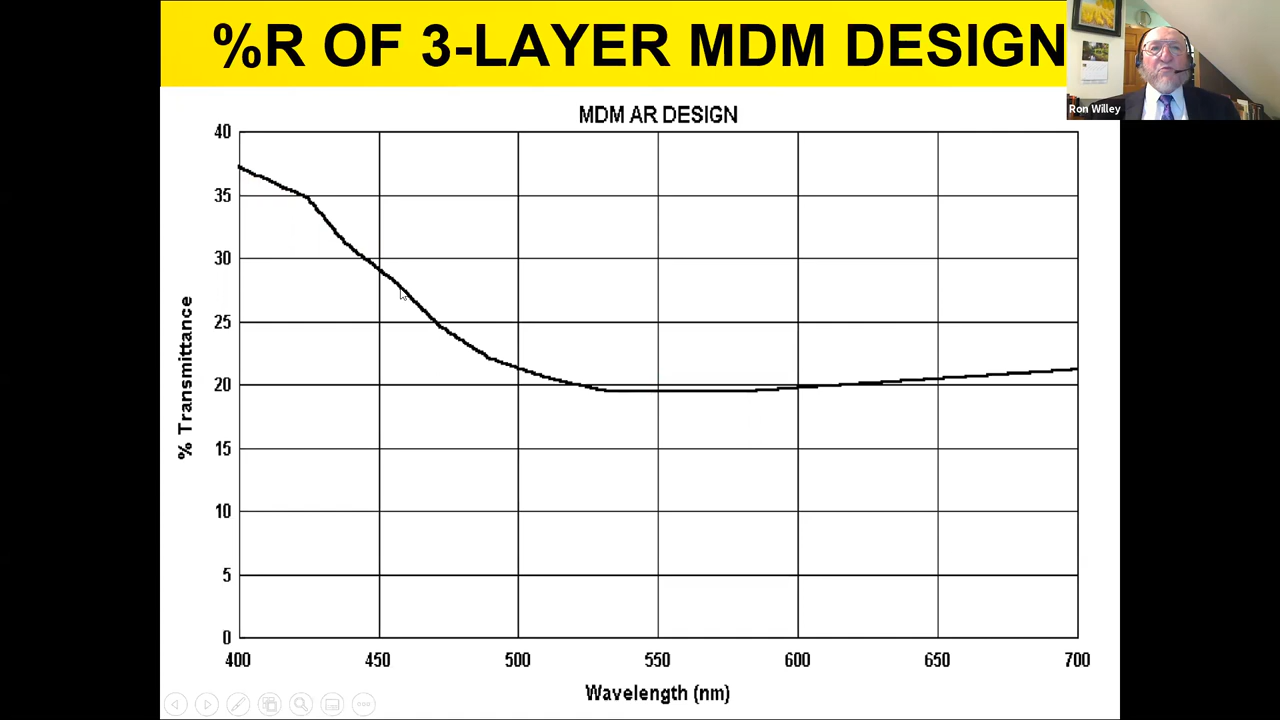 %R OF 3-LAYER MDM DESIGN
Ron Willey
MDM AR DESIGN
40
35
30
25
20
15
10
5
0
% Transmittance
400 450 500 550 600 650 700
Wavelength (nm)